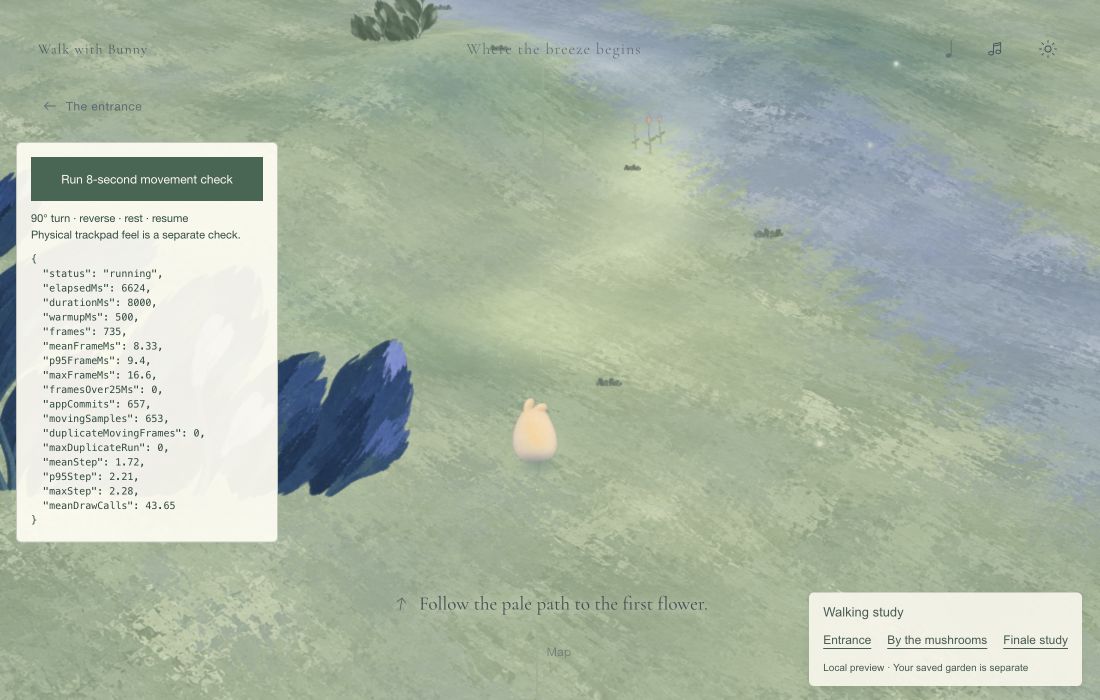 Walk with Bunny
Where the breeze begins
← The entrance
Run 8-second movement check
90° turn · reverse · rest · resume
Physical trackpad feel is a separate check.
{
  "status": "running",
  "elapsedMs": 6624,
  "durationMs": 8000,
  "warmupMs": 500,
  "frames": 735,
  "meanFrameMs": 8.33,
  "p95FrameMs": 9.4,
  "maxFrameMs": 16.6,
  "framesOver25Ms": 0,
  "appCommits": 657,
  "movingSamples": 653,
  "duplicateMovingFrames": 0,
  "maxDuplicateRun": 0,
  "meanStep": 1.72,
  "p95Step": 2.21,
  "maxStep": 2.28,
  "meanDrawCalls": 43.65
}
↑ Follow the pale path to the first flower.
Map
Walking study
Entrance By the mushrooms Finale study
Local preview · Your saved garden is separate